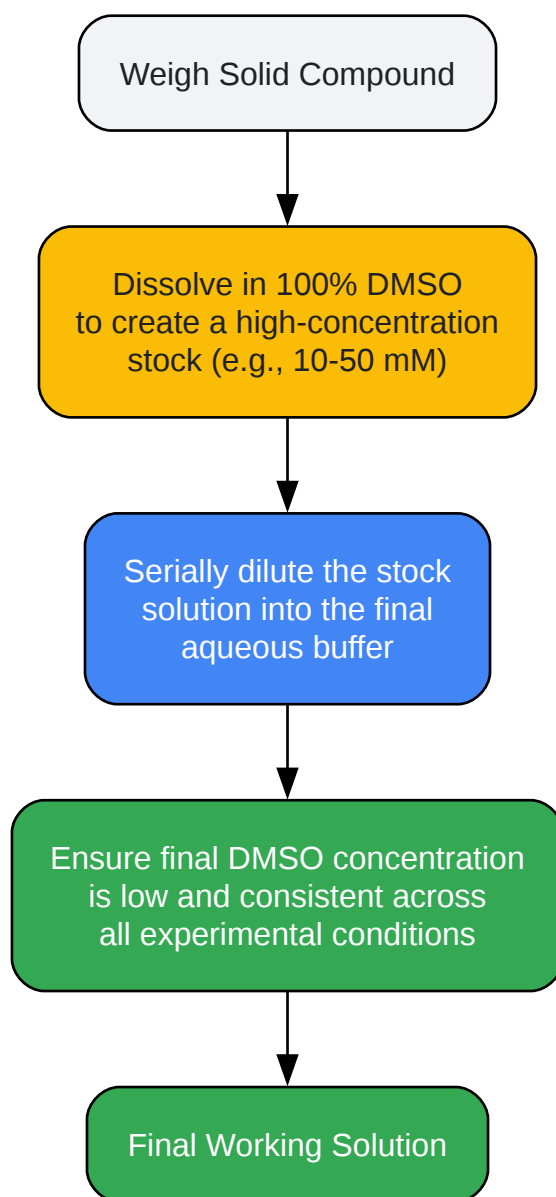 Weigh Solid Compound
Dissolve in 100% DMSO
to create a high-concentration
stock (e.g., 10-50 mM)
Serially dilute the stock
solution into the final
aqueous buffer
Ensure final DMSO concentration
is low and consistent across
all experimental conditions
Final Working Solution